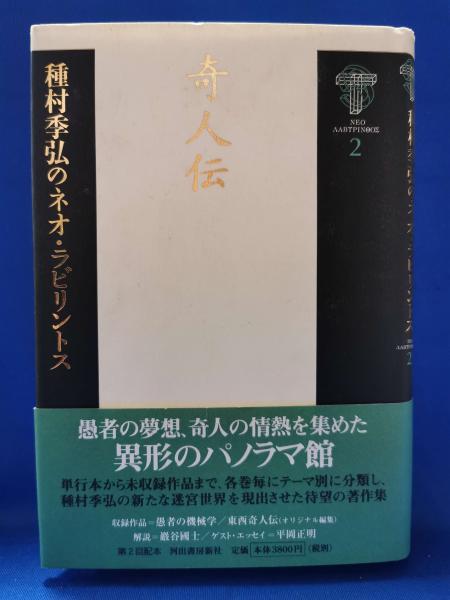 奇人伝
種村季弘のネオ・ラビリントス
ΝΕΟ
ΛΑΒΥΡΙΝΘΟΣ
2
種村季弘のネオ・ラビリントス
ΝΕΟ
ΛΑΒΥΡΙΝΘΟΣ
2
愚者の夢想、奇人の情熱を集めた
異形のパノラマ館
単行本から未収録作品まで、各巻毎にテーマ別に分類し、
種村季弘の新たな迷宮世界を現出させた待望の著作集
収録作品=愚者の機械学/東西奇人伝(オリジナル編集)
解説=巌谷國士/ゲスト・エッセイ=平岡正明
第2回配本 河出書房新社 定価 本体3800円(税別)